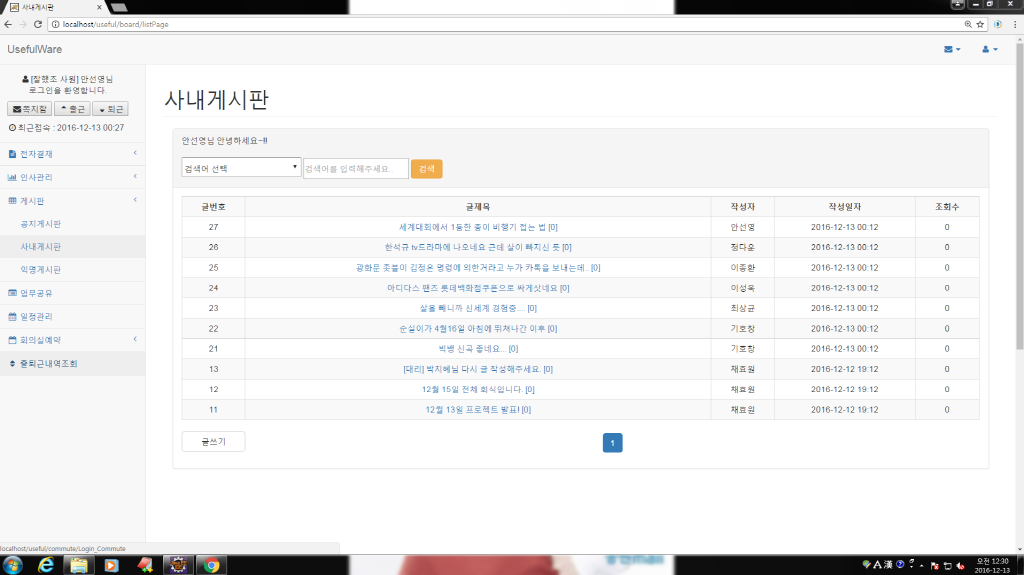 사내게시판
localhost/useful/board/listPage
UsefulWare
[잘했조 사원] 안선영님
로그인을 환영합니다.
쪽지함 출근 퇴근
최근접속 : 2016-12-13 00:27
전자결재
인사관리
게시판
공지게시판
사내게시판
익명게시판
업무공유
일정관리
회의실예약
출퇴근내역조회
사내게시판
안선영님 안녕하세요~!!
검색어 선택 검색어를 입력해주세요.. 검색
글번호 글제목 작성자 작성일자 조회수
27 세계대회에서 1등한 종이 비행기 접는 법 [0] 안선영 2016-12-13 00:12 0
26 한석규 tv드라마에 나오네요 근데 살이 빠지신 듯 [0] 정다운 2016-12-13 00:12 0
25 광화문 촛불이 김정은 명령에 의한거라고 누가 카톡을 보내는데.. [0] 이종환 2016-12-13 00:12 0
24 아디다스 팬츠 롯데백화점쿠폰으로 싸게삿네요 [0] 이성욱 2016-12-13 00:12 0
23 살을 빼니까 신세계 경험중.... [0] 최상균 2016-12-13 00:12 0
22 순실이가 4월16일 아침에 뛰쳐나간 이후 [0] 기호창 2016-12-13 00:12 0
21 빅뱅 신곡 좋네요... [0] 기호창 2016-12-13 00:12 0
13 [대리] 박지혜님 다시 글 작성해주세요. [0] 채효원 2016-12-12 19:12 0
12 12월 15일 전체 회식입니다. [0] 채효원 2016-12-12 19:12 0
11 12월 13일 프로젝트 발표! [0] 채효원 2016-12-12 19:12 0
글쓰기 1
localhost/useful/commute/Login_Commute
A 漢
오전 12:30
2016-12-13